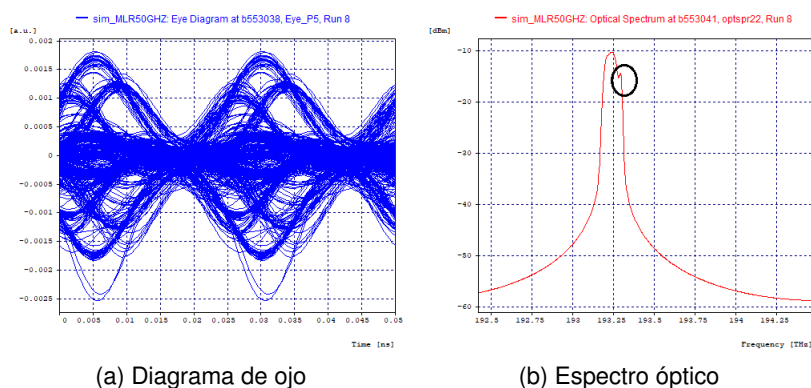 sim_MLR50GHZ: Eye Diagram at b553038, Eye_P5, Run 8
[a.u.]
0.002
0.0015
0.001
0.0005
0
-0.0005
-0.001
-0.0015
-0.002
-0.0025
0 0.005 0.01 0.015 0.02 0.025 0.03 0.035 0.04 0.045 0.05
Time [ns]
(a) Diagrama de ojo
sim_MLR50GHZ: Optical Spectrum at b553041, optspr22, Run 8
[dBm]
-10
-20
-30
-40
-50
-60
192.5 192.75 193 193.25 193.5 193.75 194 194.25
Frequency [THz]
(b) Espectro óptico